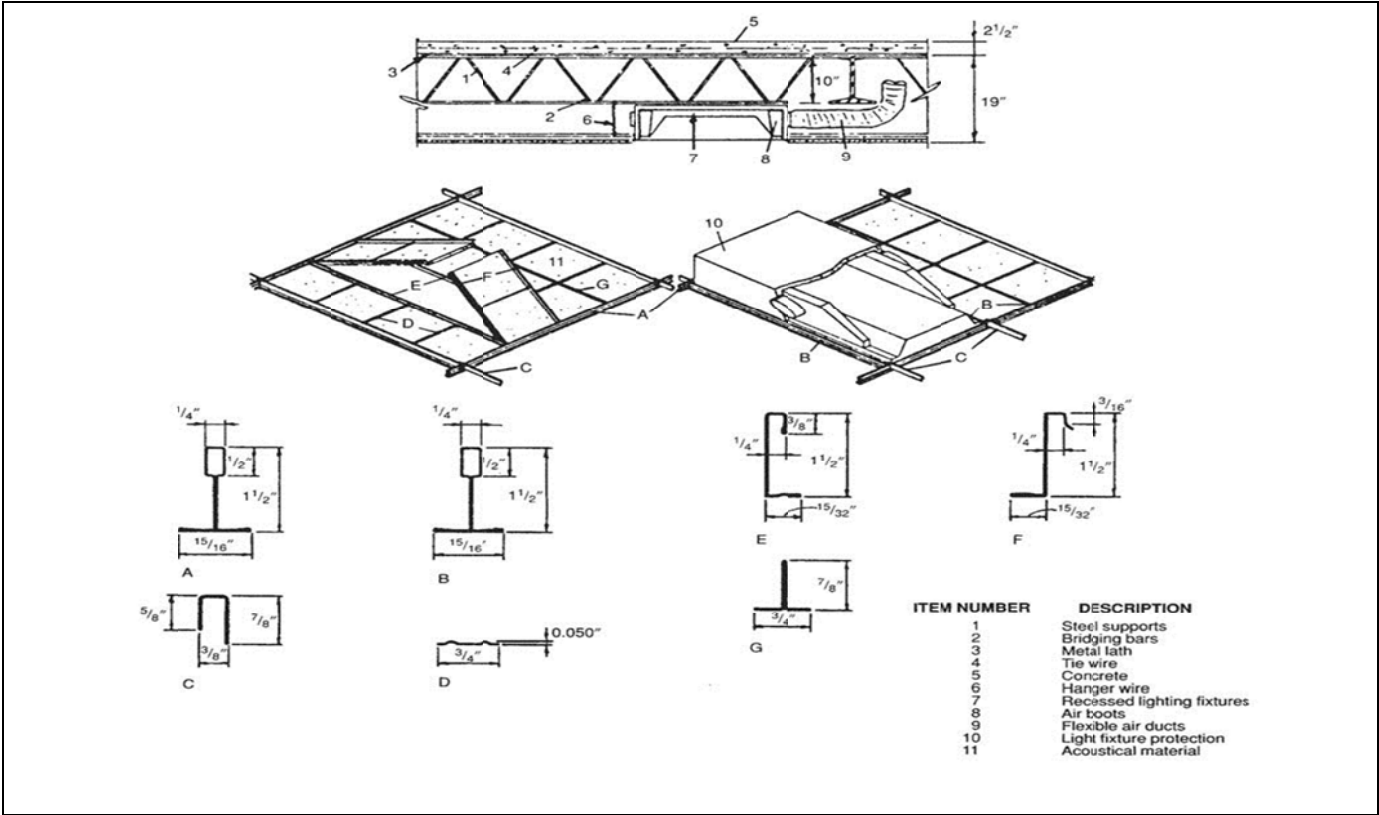 5
2 1/2"
3
1
4
10"
19"
2
6
7
8
9
10
11
E
F
G
D
A
C
B
B
C
1/4"
1/2"
1 1/2"
15/16"
A
1/4"
1/2"
1 1/2"
15/16'
B
3/8"
1/4"
1 1/2"
15/32"
E
3/16"
1/4"
1 1/2"
15/32"
F
5/8"
7/8"
3/8"
C
0.050"
3/4"
D
7/8"
3/4"
G
ITEM NUMBER DESCRIPTION
1 Steel supports
2 Bridging bars
3 Metal lath
4 Tie wire
5 Concrete
6 Hanger wire
7 Recessed lighting fixtures
8 Air boots
9 Flexible air ducts
10 Light fixture protection
11 Acoustical material